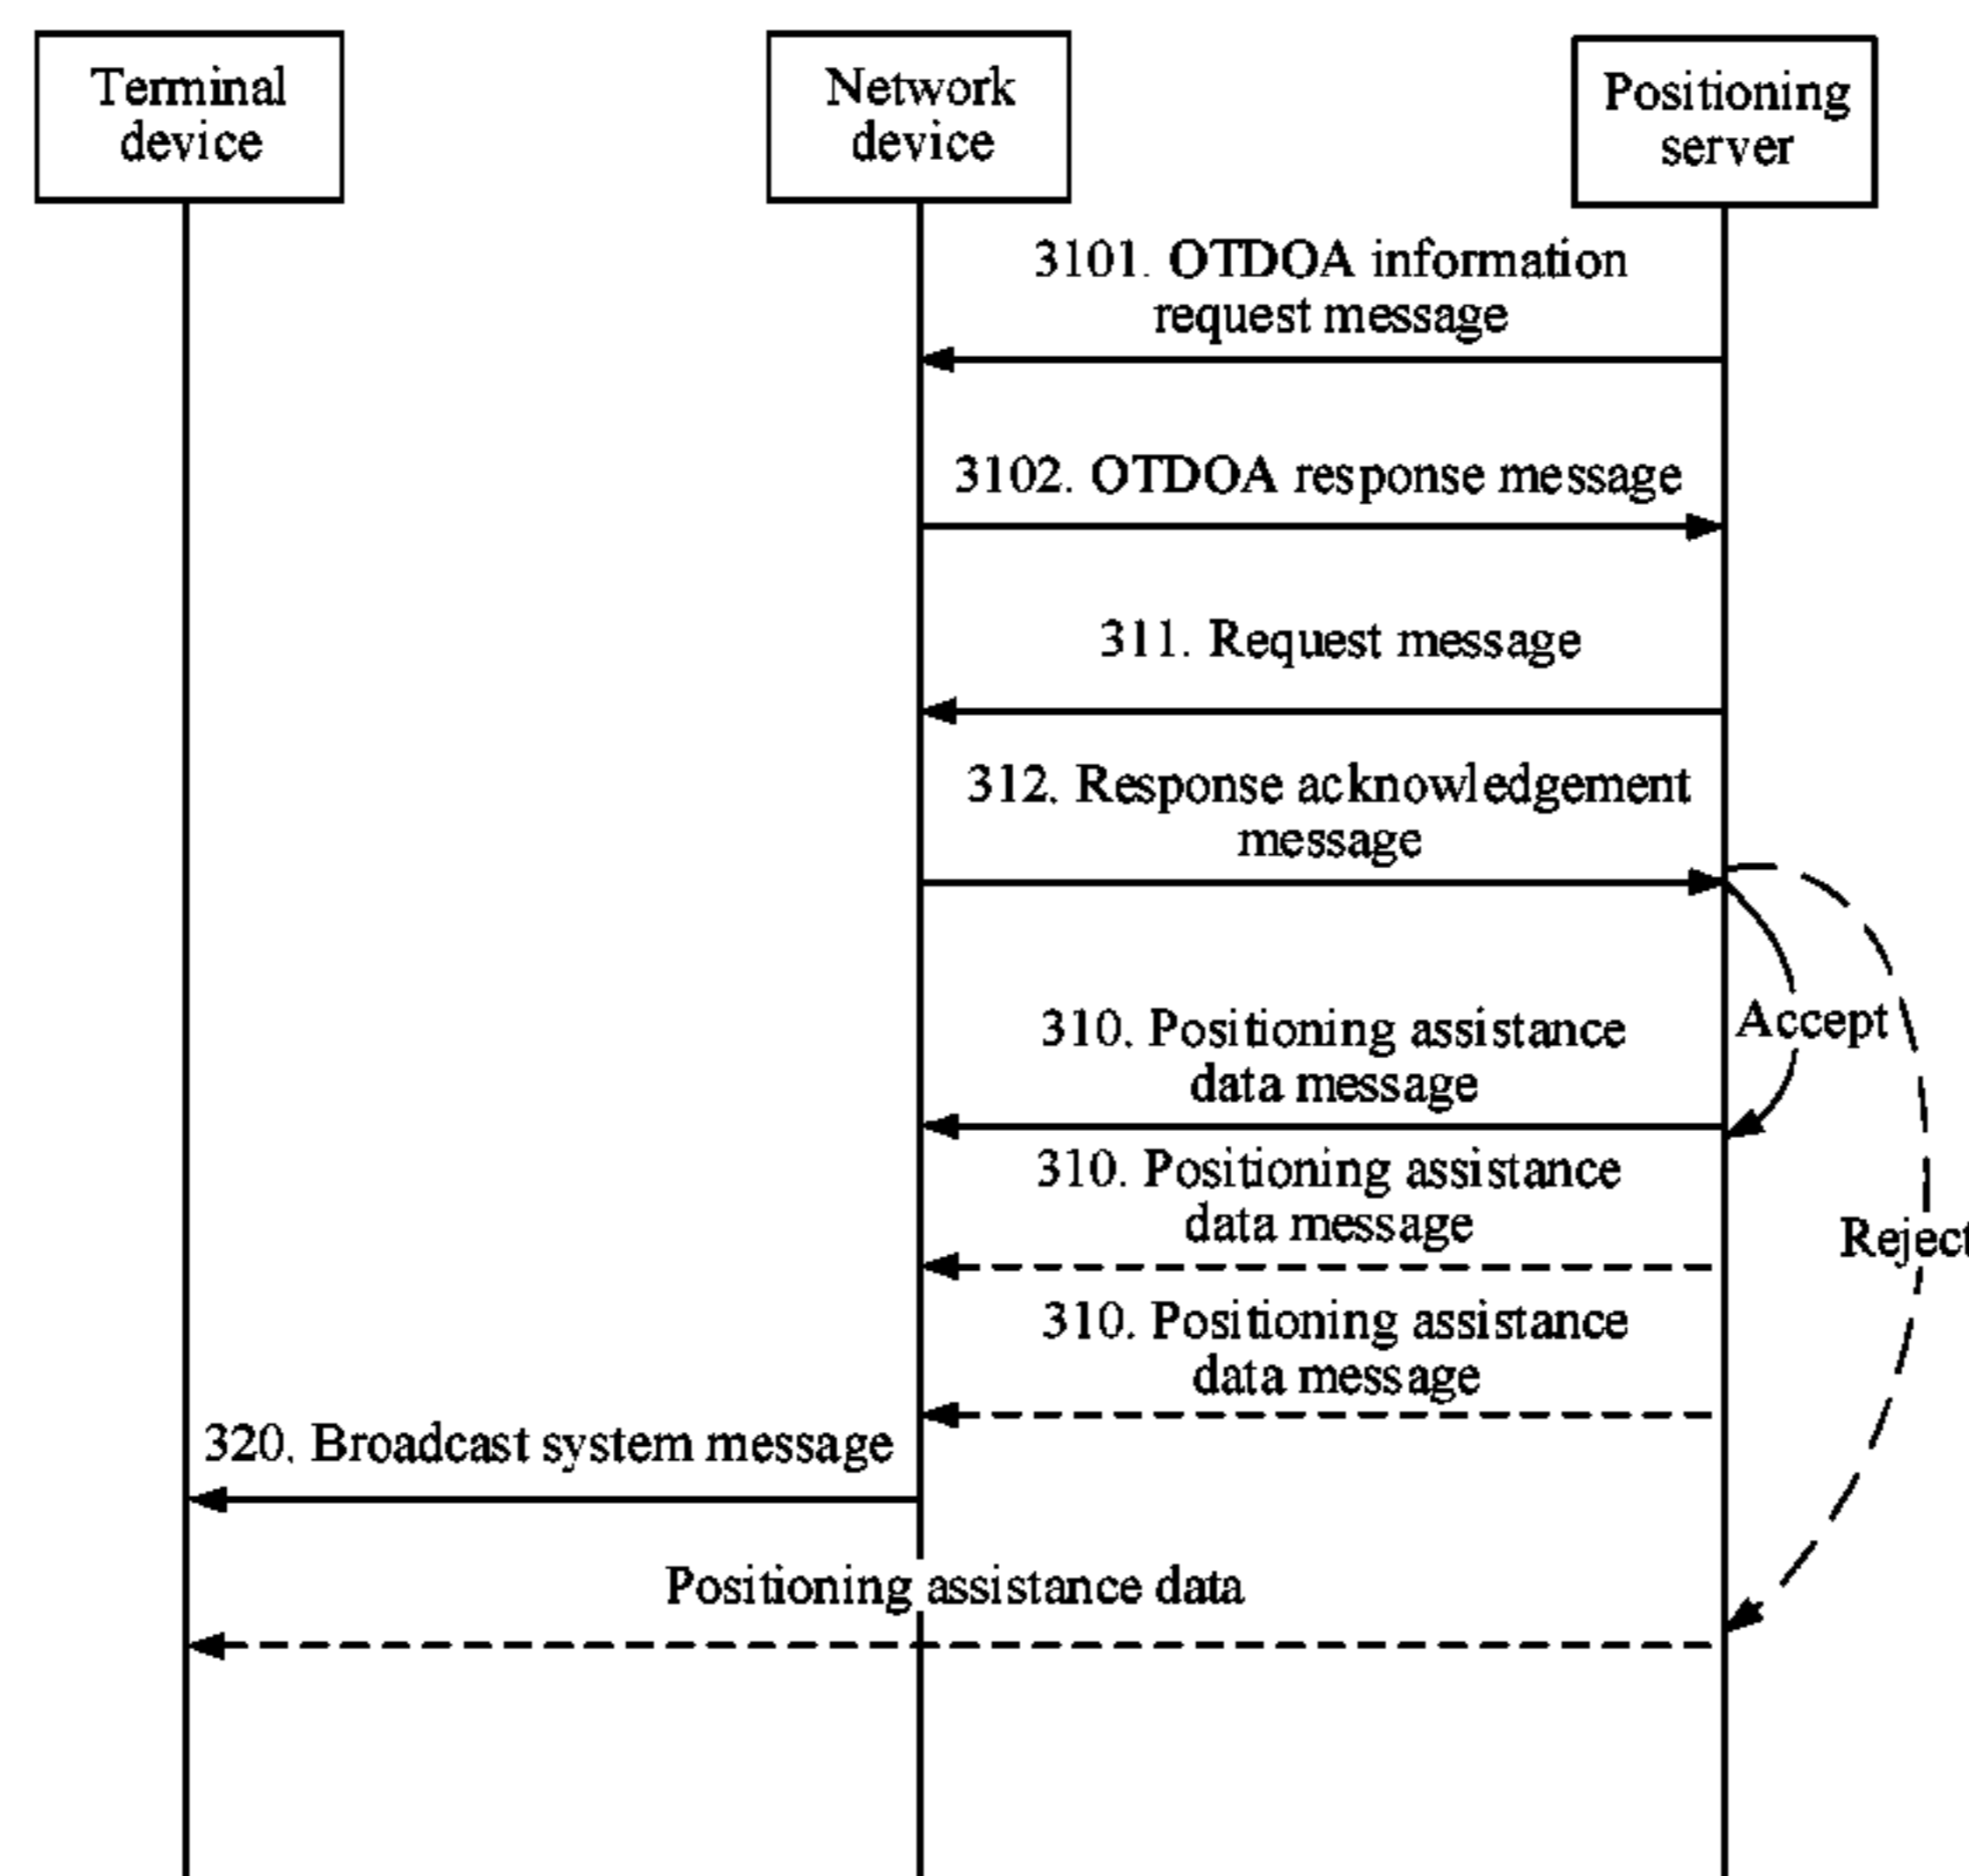 Terminal
device
Network
device
Positioning
server
3101. OTDOA information
request message
3102. OTDOA response message
311. Request message
312. Response acknowledgement
message
310. Positioning assistance
data message
Accept
310. Positioning assistance
data message
Reject
310. Positioning assistance
data message
320. Broadcast system message
Positioning assistance data